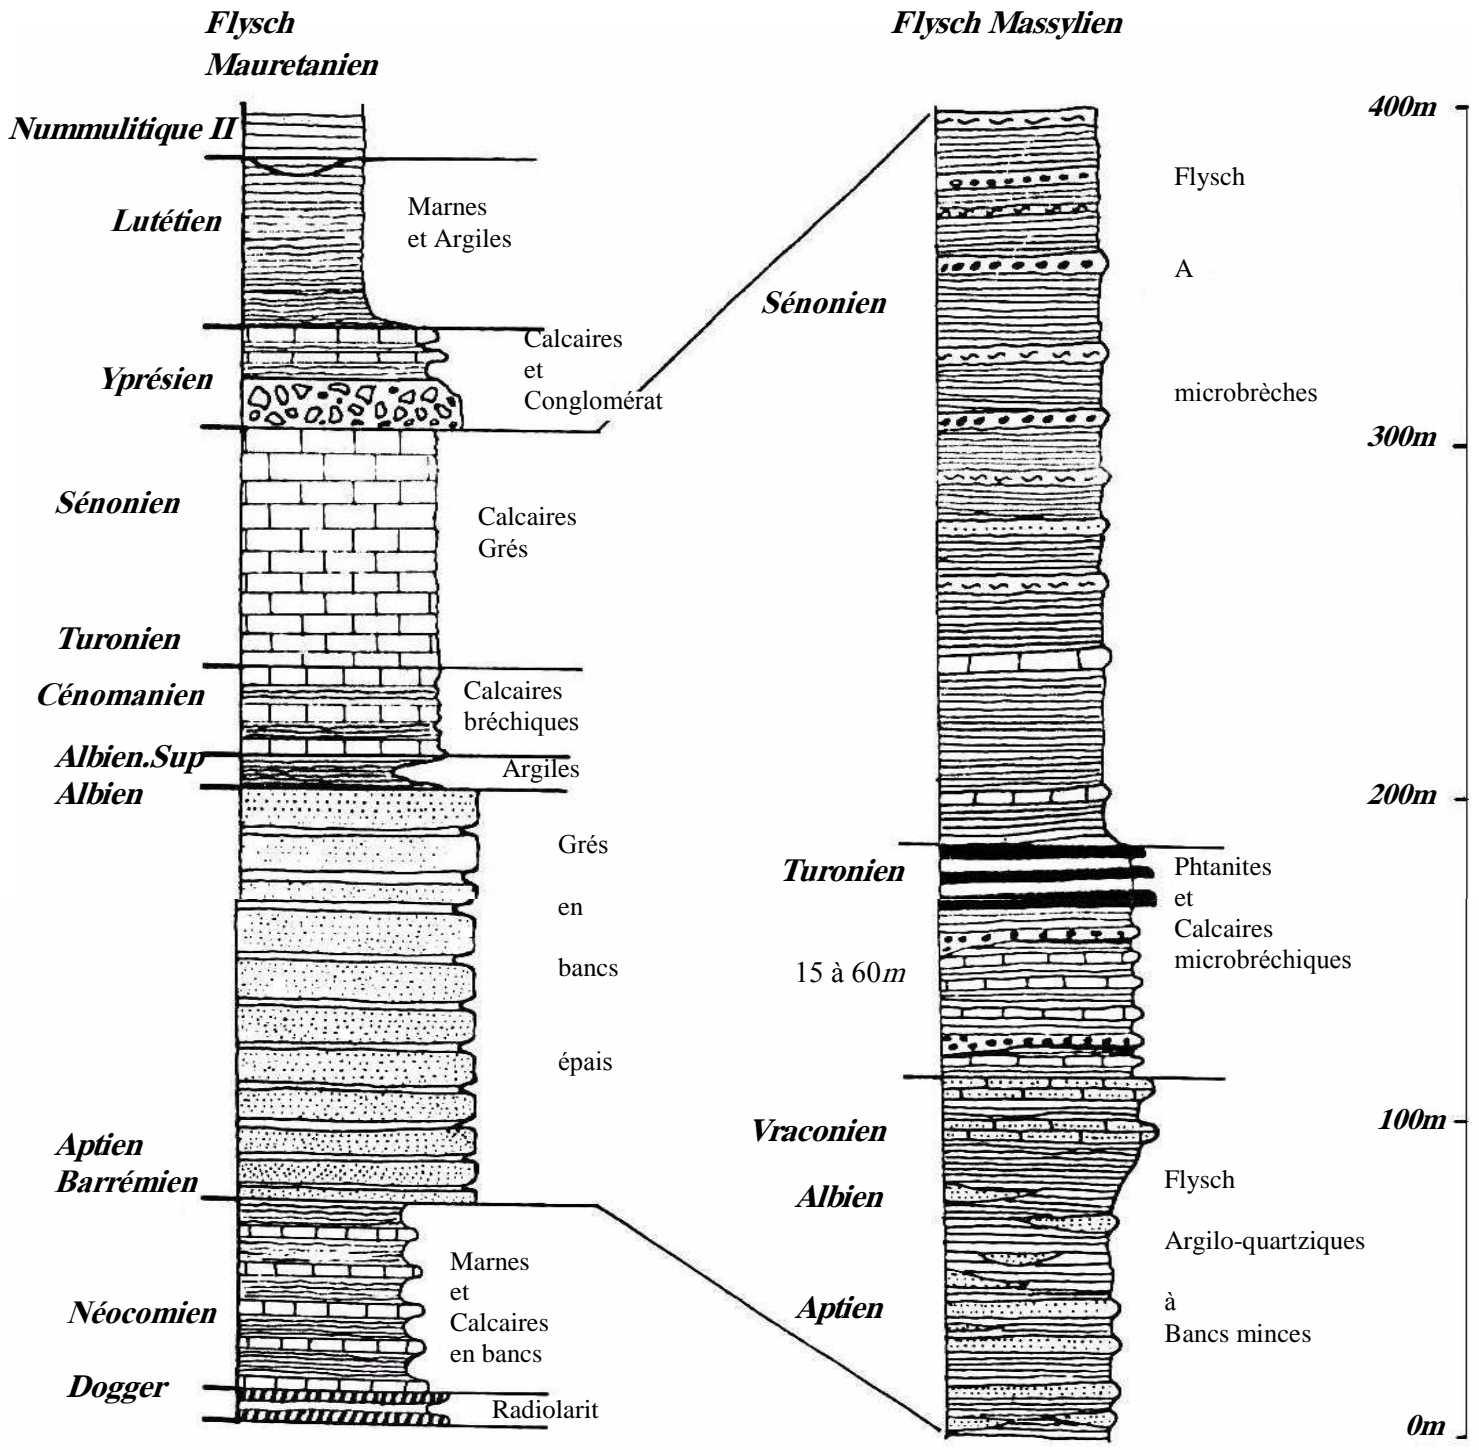 Flysch
Mauretanien
Nummulitique II
Lutétien
Marnes
et Argiles
Yprésien
Calcaires
et
Conglomérat
Sénonien
Calcaires
Grés
Turonien
Cénomanien
Calcaires
bréchiques
Albien.Sup
Argiles
Albien
Grés
en
bancs
épais
Aptien
Barrémien
Néocomien
Marnes
et
Calcaires
en bancs
Dogger
Radiolarit
Flysch Massylien
Sénonien
Flysch
A
microbrèches
Turonien
Phtanites
et
Calcaires
microbréchiques
15 à 60m
Vraconien
Albien
Aptien
Flysch
Argilo-quartziques
à
Bancs minces
400m
300m
200m
100m
0m